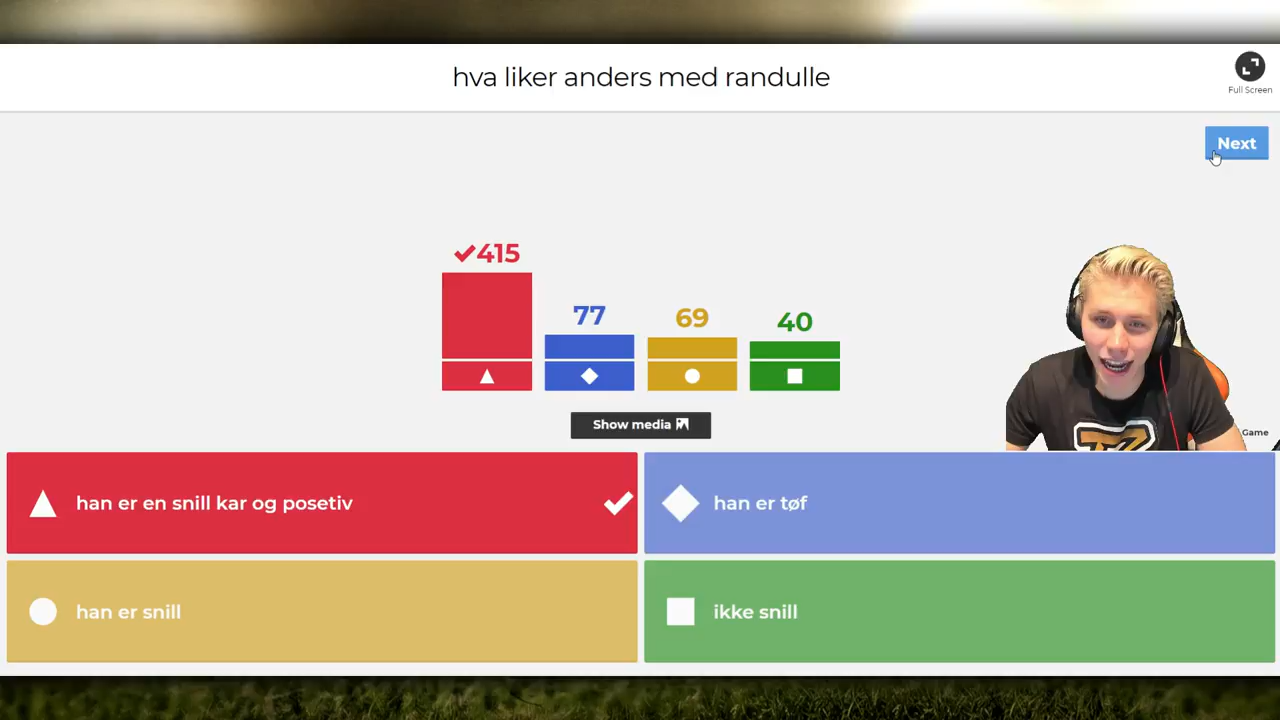 hva liker anders med randulle
Full Screen
Next
415
77
69
40
Show media
Game
han er en snill kar og posetiv
han er tøf
han er snill
ikke snill